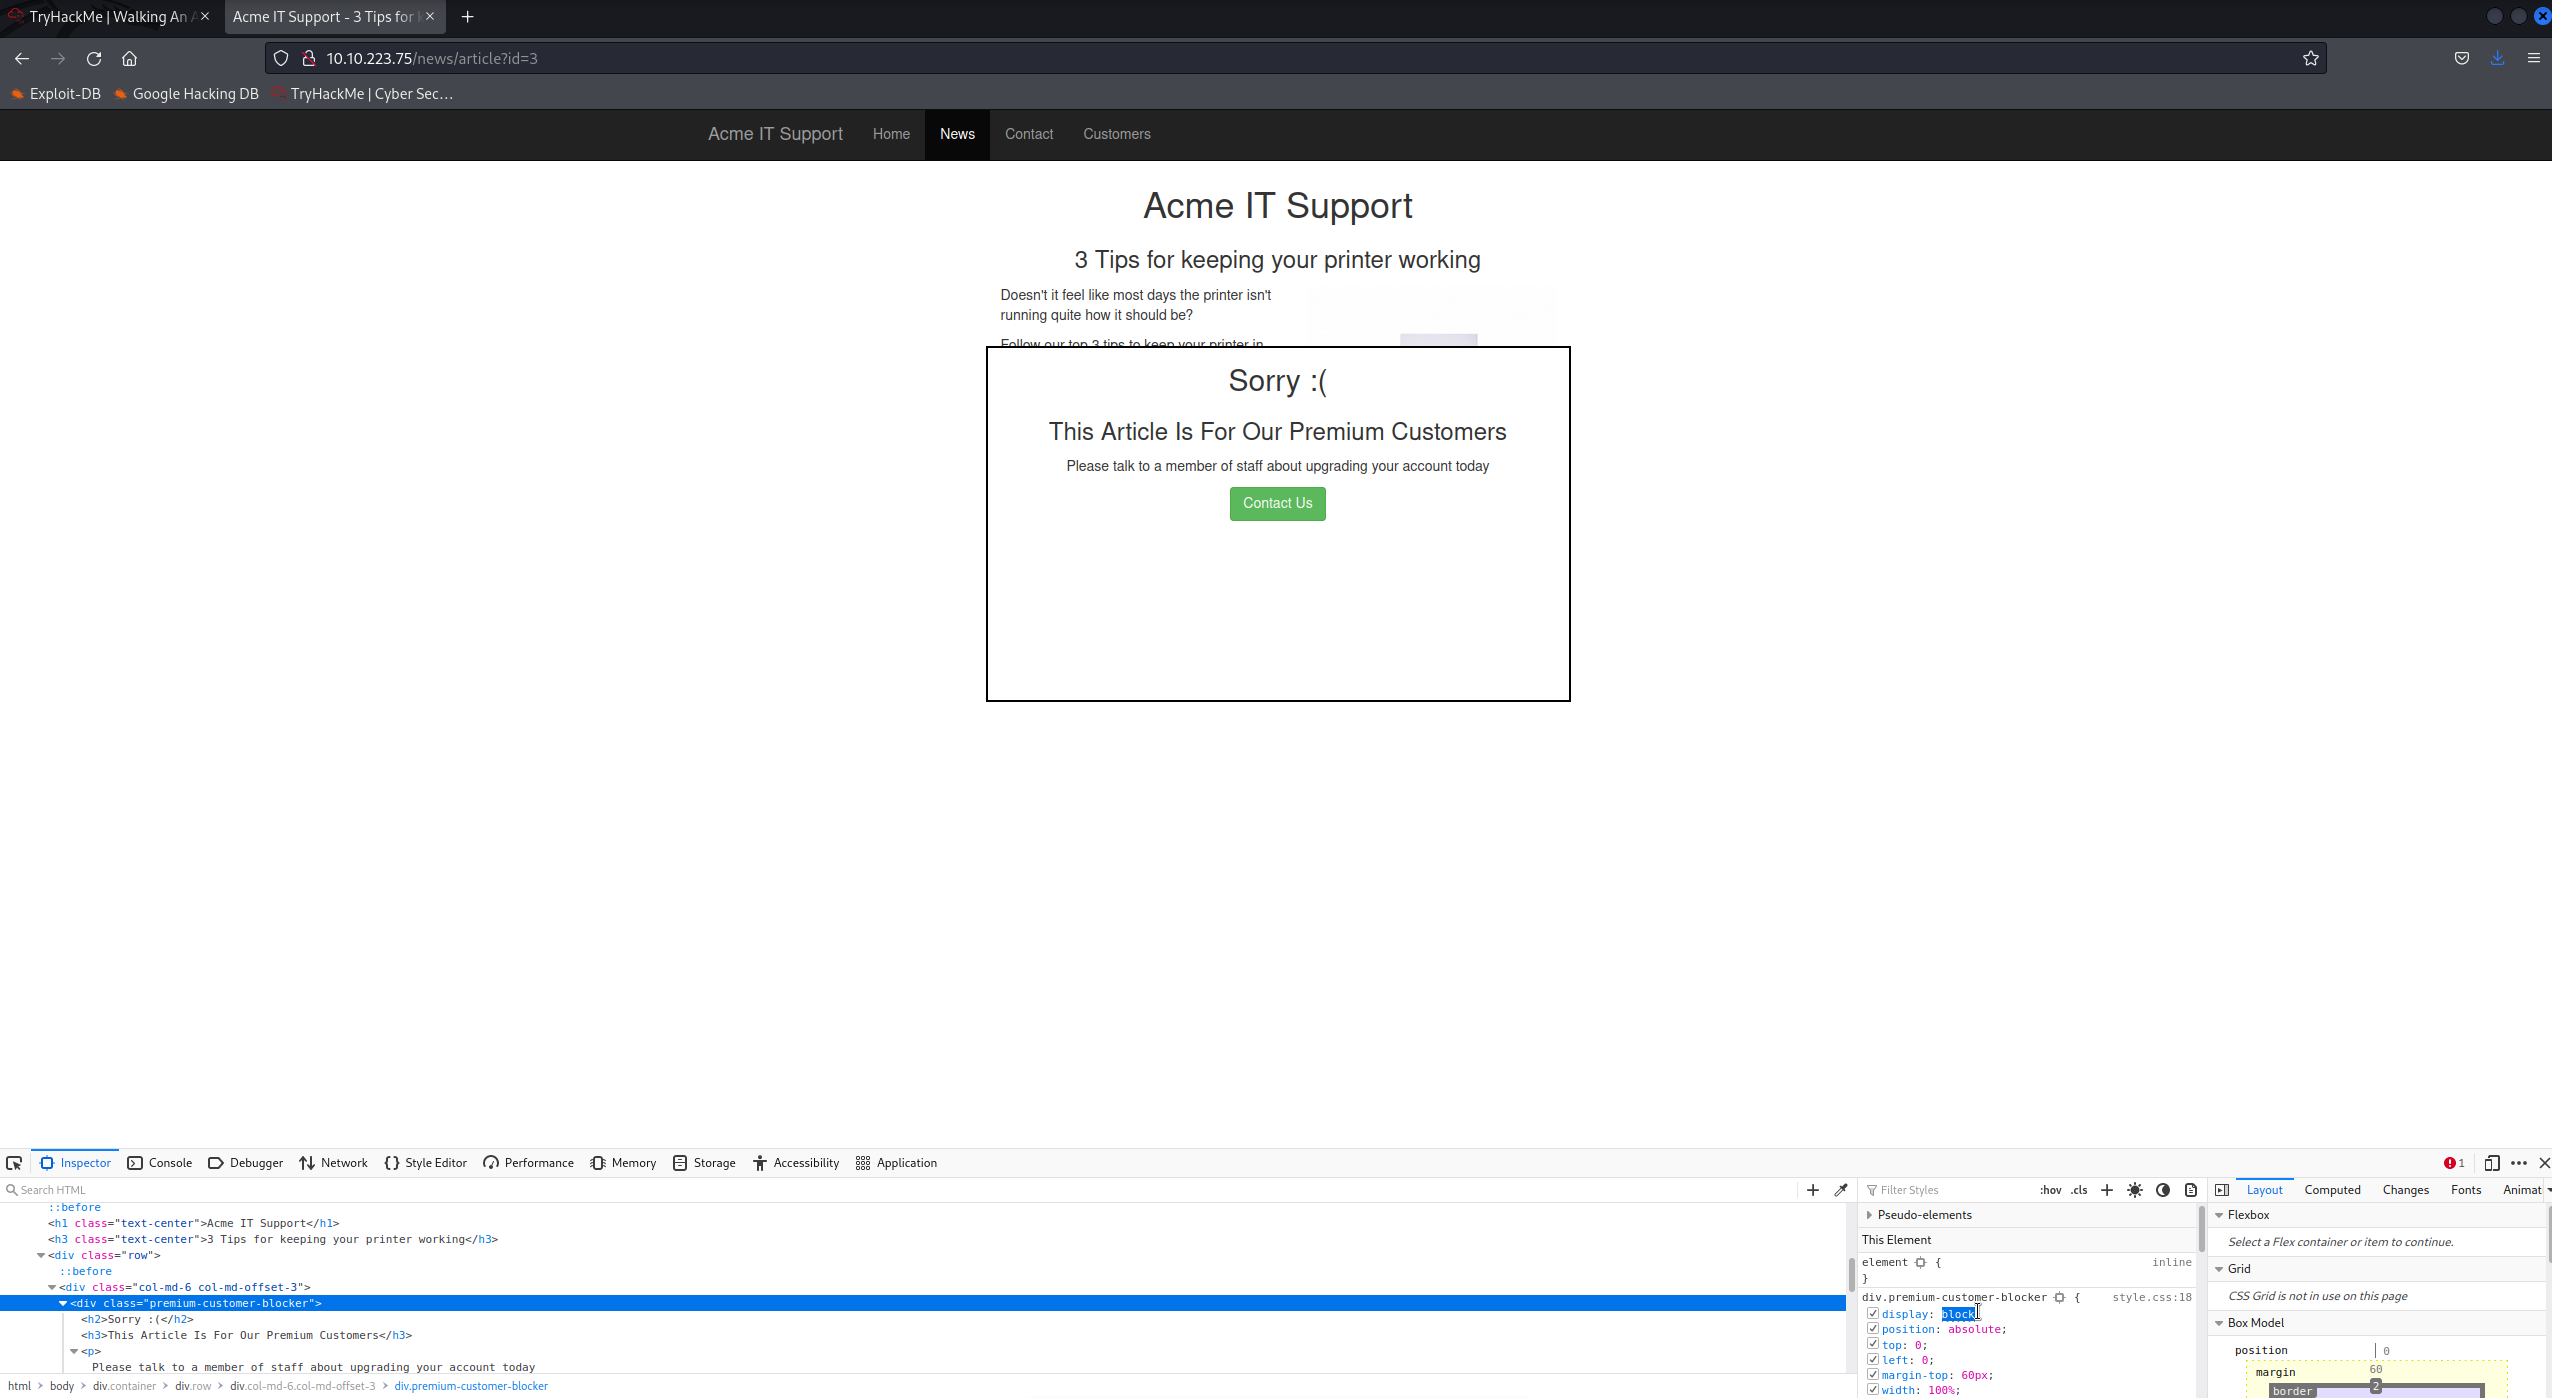 TryHackMe | Walking An A
Acme IT Support - 3 Tips for k
10.10.223.75/news/article?id=3
Exploit-DB Google Hacking DB TryHackMe | Cyber Sec…
Acme IT Support Home News Contact Customers
Acme IT Support
3 Tips for keeping your printer working
Doesn't it feel like most days the printer isn't
running quite how it should be?
Follow our top 3 tips to keep your printer in
Sorry :(
This Article Is For Our Premium Customers
Please talk to a member of staff about upgrading your account today
Contact Us
Inspector Console Debugger Network Style Editor Performance Memory Storage Accessibility Application 1
Search HTML
::before
<h1 class="text-center">Acme IT Support</h1>
<h3 class="text-center">3 Tips for keeping your printer working</h3>
<div class="row">
::before
<div class="col-md-6 col-md-offset-3">
<div class="premium-customer-blocker">
<h2>Sorry :(</h2>
<h3>This Article Is For Our Premium Customers</h3>
<p>
Please talk to a member of staff about upgrading your account today
html body div.container div.row div.col-md-6.col-md-offset-3 div.premium-customer-blocker
Filter Styles :hov .cls
Pseudo-elements
This Element
element { inline
}
div.premium-customer-blocker { style.css:18
display: block
position: absolute;
top: 0;
left: 0;
margin-top: 60px;
width: 100%;
Layout Computed Changes Fonts Animat
Flexbox
Select a Flex container or item to continue.
Grid
CSS Grid is not in use on this page
Box Model
position 0
margin 60
border 2